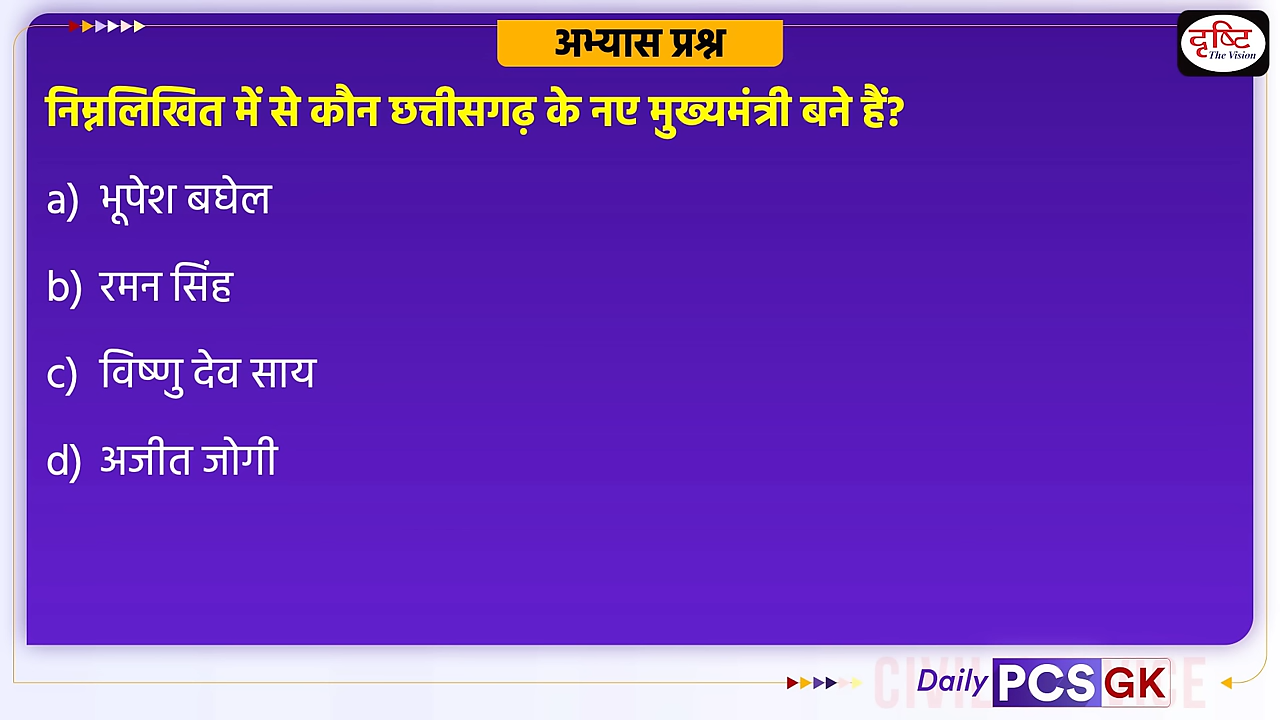 अभ्यास प्रश्न
दृष्टि
The Vision
निम्नलिखित में से कौन छत्तीसगढ़ के नए मुख्यमंत्री बने हैं?
a) भूपेश बघेल
b) रमन सिंह
c) विष्णु देव साय
d) अजीत जोगी
Daily PCS GK